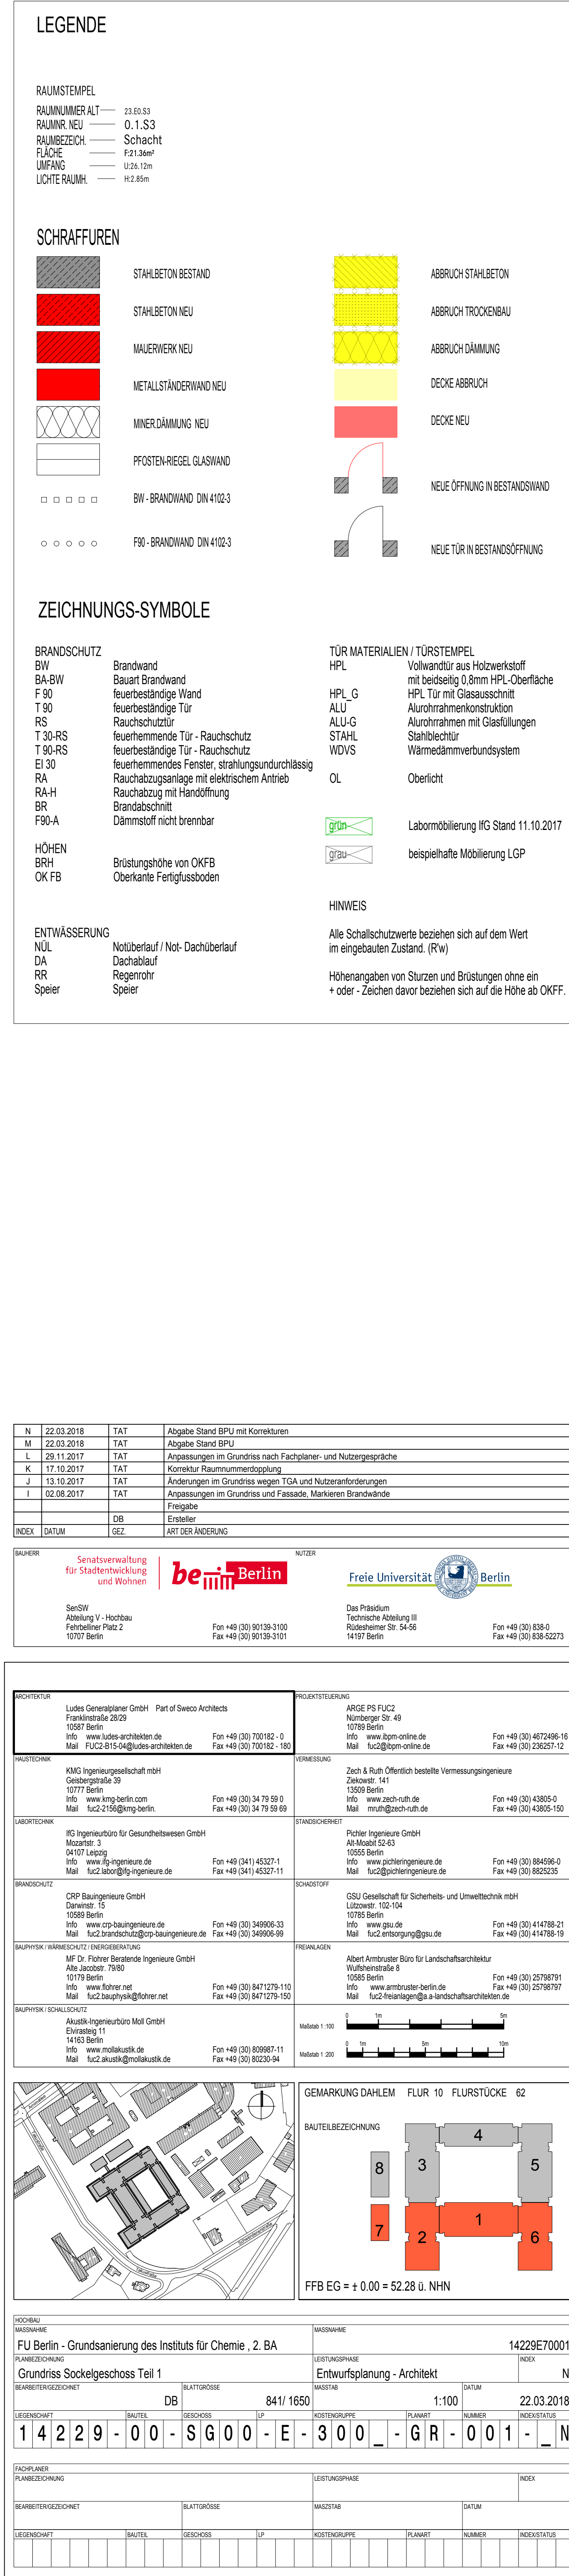 LEGENDE
RAUMSTEMPEL
RAUMNUMMER ALT 23.E0.S3
RAUMNR. NEU 0.1.S3
RAUMBEZEICH. Schacht
FLÄCHE F:21.36m²
UMFANG U:26.12m
LICHTE RAUMH. H:2.85m
SCHRAFFUREN
STAHLBETON BESTAND
STAHLBETON NEU
MAUERWERK NEU
METALLSTÄNDERWAND NEU
MINER.DÄMMUNG NEU
PFOSTEN-RIEGEL GLASWAND
BW - BRANDWAND DIN 4102-3
F90 - BRANDWAND DIN 4102-3
ABBRUCH STAHLBETON
ABBRUCH TROCKENBAU
ABBRUCH DÄMMUNG
DECKE ABBRUCH
DECKE NEU
NEUE ÖFFNUNG IN BESTANDSWAND
NEUE TÜR IN BESTANDSÖFFNUNG
ZEICHNUNGS-SYMBOLE
BRANDSCHUTZ
BW Brandwand
BA-BW Bauart Brandwand
F 90 feuerbeständige Wand
T 90 feuerbeständige Tür
RS Rauchschutztür
T 30-RS feuerhemmende Tür - Rauchschutz
T 90-RS feuerbeständige Tür - Rauchschutz
EI 30 feuerhemmendes Fenster, strahlungsundurchlässig
RA Rauchabzugsanlage mit elektrischem Antrieb
RA-H Rauchabzug mit Handöffnung
BR Brandabschnitt
F90-A Dämmstoff nicht brennbar
HÖHEN
BRH Brüstungshöhe von OKFB
OK FB Oberkante Fertigfussboden
ENTWÄSSERUNG
NÜL Notüberlauf / Not- Dachüberlauf
DA Dachablauf
RR Regenrohr
Speier Speier
TÜR MATERIALIEN / TÜRSTEMPEL
HPL Vollwandtür aus Holzwerkstoff
mit beidseitig 0,8mm HPL-Oberfläche
HPL_G HPL Tür mit Glasausschnitt
ALU Alurohrrahmenkonstruktion
ALU-G Alurohrrahmen mit Glasfüllungen
STAHL Stahlblechtür
WDVS Wärmedämmverbundsystem
OL Oberlicht
grün Labormöbilierung IfG Stand 11.10.2017
grau beispielhafte Möbilierung LGP
HINWEIS
Alle Schallschutzwerte beziehen sich auf dem Wert
im eingebauten Zustand. (R'w)
Höhenangaben von Sturzen und Brüstungen ohne ein
+ oder - Zeichen davor beziehen sich auf die Höhe ab OKFF.
N 22.03.2018 TAT Abgabe Stand BPU mit Korrekturen
M 22.03.2018 TAT Abgabe Stand BPU
L 29.11.2017 TAT Anpassungen im Grundriss nach Fachplaner- und Nutzergespräche
K 17.10.2017 TAT Korrektur Raumnummerdopplung
J 13.10.2017 TAT Änderungen im Grundriss wegen TGA und Nutzeranforderungen
I 02.08.2017 TAT Anpassungen im Grundriss und Fassade, Markieren Brandwände
Freigabe
DB Ersteller
INDEX DATUM GEZ. ART DER ÄNDERUNG
BAUHERR
Senatsverwaltung
für Stadtentwicklung
und Wohnen
be Berlin
SenSW
Abteilung V - Hochbau
Fehrbelliner Platz 2 Fon +49 (30) 90139-3100
10707 Berlin Fax +49 (30) 90139-3101
NUTZER
Freie Universität Berlin
Das Präsidium
Technische Abteilung III
Rüdesheimer Str. 54-56 Fon +49 (30) 838-0
14197 Berlin Fax +49 (30) 838-52273
ARCHITEKTUR
Ludes Generalplaner GmbH Part of Sweco Architects
Franklinstraße 28/29
10587 Berlin
Info www.ludes-architekten.de Fon +49 (30) 700182 - 0
Mail FUC2-B15-04@ludes-architekten.de Fax +49 (30) 700182 - 180
PROJEKTSTEUERUNG
ARGE PS FUC2
Nürnberger Str. 49
10789 Berlin
Info www.ibpm-online.de Fon +49 (30) 4672496-16
Mail fuc2@ibpm-online.de Fax +49 (30) 236257-12
HAUSTECHNIK
KMG Ingenieurgesellschaft mbH
Geisbergstraße 39
10777 Berlin
Info www.kmg-berlin.com Fon +49 (30) 34 79 59 0
Mail fuc2-2156@kmg-berlin. Fax +49 (30) 34 79 59 69
VERMESSUNG
Zech & Ruth Öffentlich bestellte Vermessungsingenieure
Ziekowstr. 141
13509 Berlin
Info www.zech-ruth.de Fon +49 (30) 43805-0
Mail mruth@zech-ruth.de Fax +49 (30) 43805-150
LABORTECHNIK
IfG Ingenieurbüro für Gesundheitswesen GmbH
Mozartstr. 3
04107 Leipzig
Info www.ifg-ingenieure.de Fon +49 (341) 45327-1
Mail fuc2.labor@ifg-ingenieure.de Fax +49 (341) 45327-11
STANDSICHERHEIT
Pichler Ingenieure GmbH
Alt-Moabit 52-63
10555 Berlin
Info www.pichleringenieure.de Fon +49 (30) 884596-0
Mail fuc2@pichleringenieure.de Fax +49 (30) 8825235
BRANDSCHUTZ
CRP Bauingenieure GmbH
Darwinstr. 15
10589 Berlin
Info www.crp-bauingenieure.de Fon +49 (30) 349906-33
Mail fuc2.brandschutz@crp-bauingenieure.de Fax +49 (30) 349906-99
SCHADSTOFF
GSU Gesellschaft für Sicherheits- und Umwelttechnik mbH
Lützowstr. 102-104
10785 Berlin
Info www.gsu.de Fon +49 (30) 414788-21
Mail fuc2.entsorgung@gsu.de Fax +49 (30) 414788-19
BAUPHYSIK / WÄRMESCHUTZ / ENERGIEBERATUNG
MF Dr. Flohrer Beratende Ingenieure GmbH
Alte Jacobstr. 79/80
10179 Berlin
Info www.flohrer.net Fon +49 (30) 8471279-110
Mail fuc2.bauphysik@flohrer.net Fax +49 (30) 8471279-150
FREIANLAGEN
Albert Armbruster Büro für Landschaftsarchitektur
Wulfsheinstraße 8
10585 Berlin Fon +49 (30) 25798791
Info www.armbruster-berlin.de Fax +49 (30) 25798797
Mail fuc2-freianlagen@a.a-landschaftsarchitekten.de
BAUPHYSIK / SCHALLSCHUTZ
Akustik-Ingenieurbüro Moll GmbH
Elvirasteig 11
14163 Berlin
Info www.mollakustik.de Fon +49 (30) 809987-11
Mail fuc2.akustik@mollakustik.de Fax +49 (30) 80230-94
0 1m 5m
Maßstab 1 :100
0 1m 5m 10m
Maßstab 1 :200
GEMARKUNG DAHLEM FLUR 10 FLURSTÜCKE 62
BAUTEILBEZEICHNUNG
4
8 3 5
1
7 2 6
FFB EG = ± 0.00 = 52.28 ü. NHN
HOCHBAU
MASSNAHME
FU Berlin - Grundsanierung des Instituts für Chemie , 2. BA
MASSNAHME
14229E70001
PLANBEZEICHNUNG
Grundriss Sockelgeschoss Teil 1
LEISTUNGSPHASE
Entwurfsplanung - Architekt
INDEX
N
BEARBEITER/GEZEICHNET
DB
BLATTGRÖSSE
841/ 1650
MASSTAB
1:100
DATUM
22.03.2018
LIEGENSCHAFT BAUTEIL GESCHOSS LP KOSTENGRUPPE PLANART NUMMER INDEX/STATUS
1 4 2 2 9 - 0 0 - S G 0 0 - E - 3 0 0 _ - G R - 0 0 1 - _ N
FACHPLANER
PLANBEZEICHNUNG LEISTUNGSPHASE INDEX
BEARBEITER/GEZEICHNET BLATTGRÖSSE MASZSTAB DATUM
LIEGENSCHAFT BAUTEIL GESCHOSS LP KOSTENGRUPPE PLANART NUMMER INDEX/STATUS